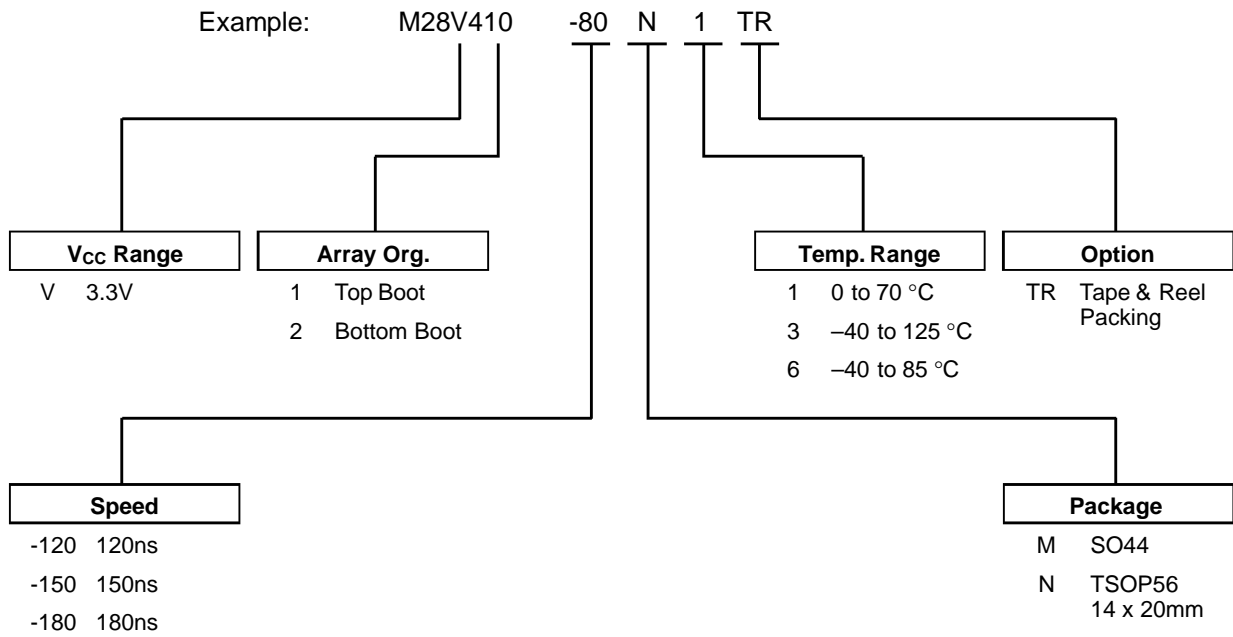 Example: M28V410 -80 N 1 TR
VCC Range
V 3.3V
Array Org.
1 Top Boot
2 Bottom Boot
Temp. Range
1 0 to 70 °C
3 –40 to 125 °C
6 –40 to 85 °C
Option
TR Tape & Reel
Packing
Speed
-120 120ns
-150 150ns
-180 180ns
Package
M SO44
N TSOP56
14 x 20mm